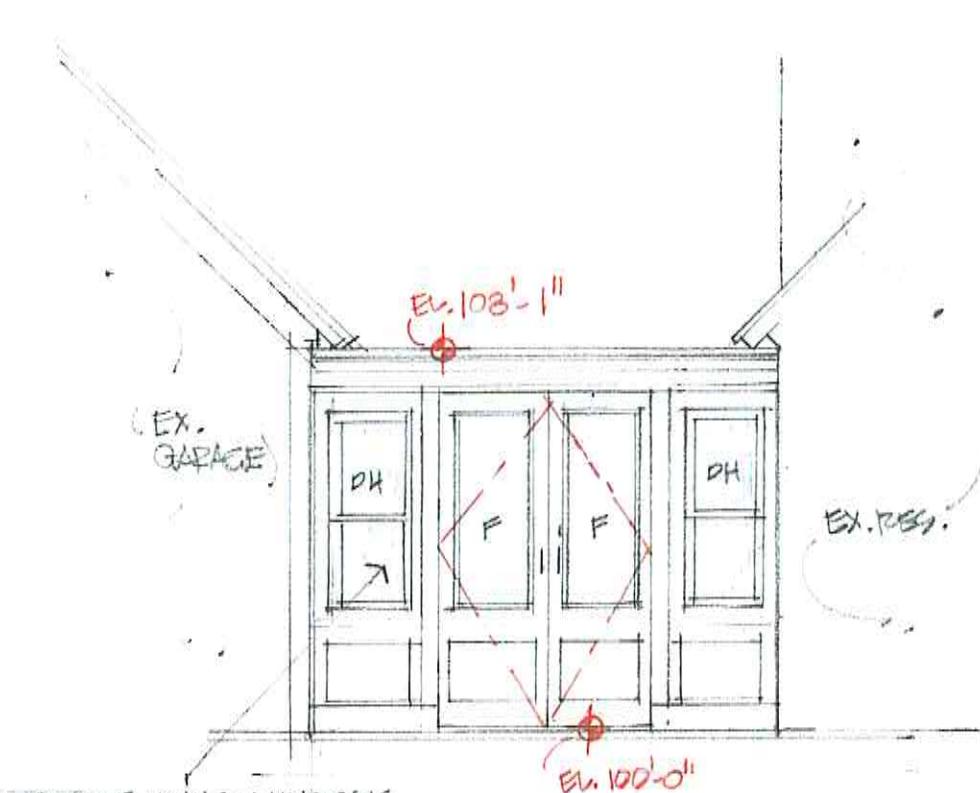 EL. 108'-1"
(EX.
GARAGE)
DH
F
F
DH
EX. RES.
EL. 100'-0"